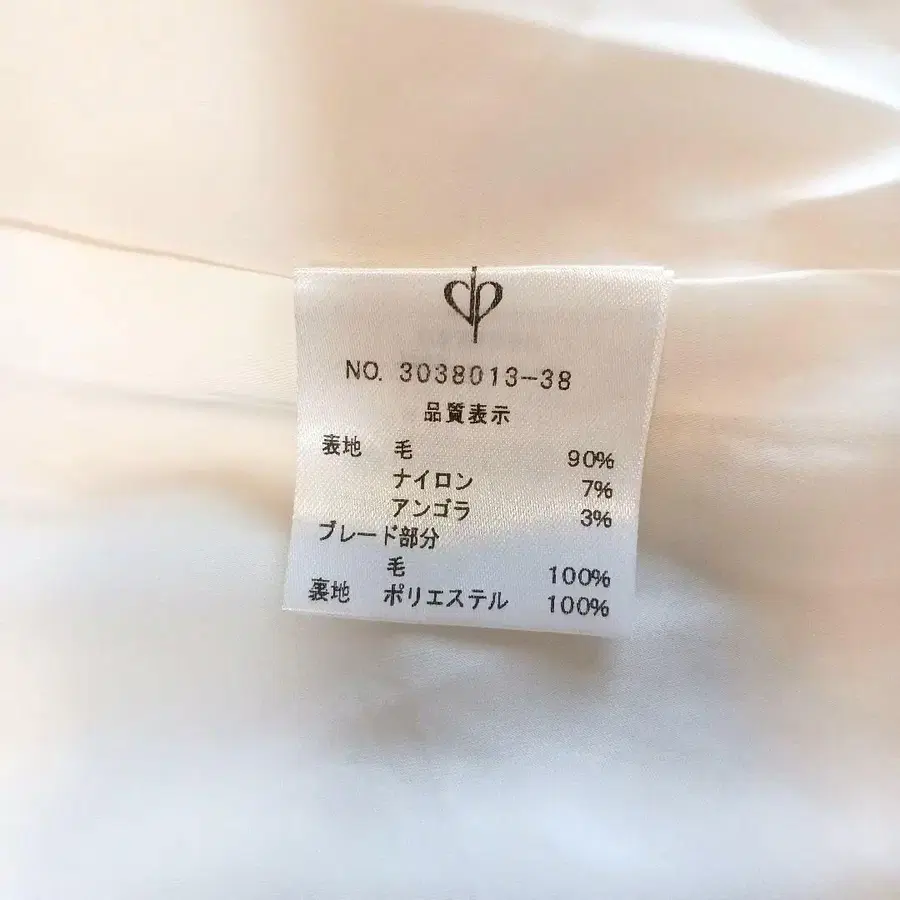 NO. 3038013-38
品質表示
表地 毛 90%
ナイロン 7%
アンゴラ 3%
ブレード部分
毛 100%
裏地 ポリエステル 100%